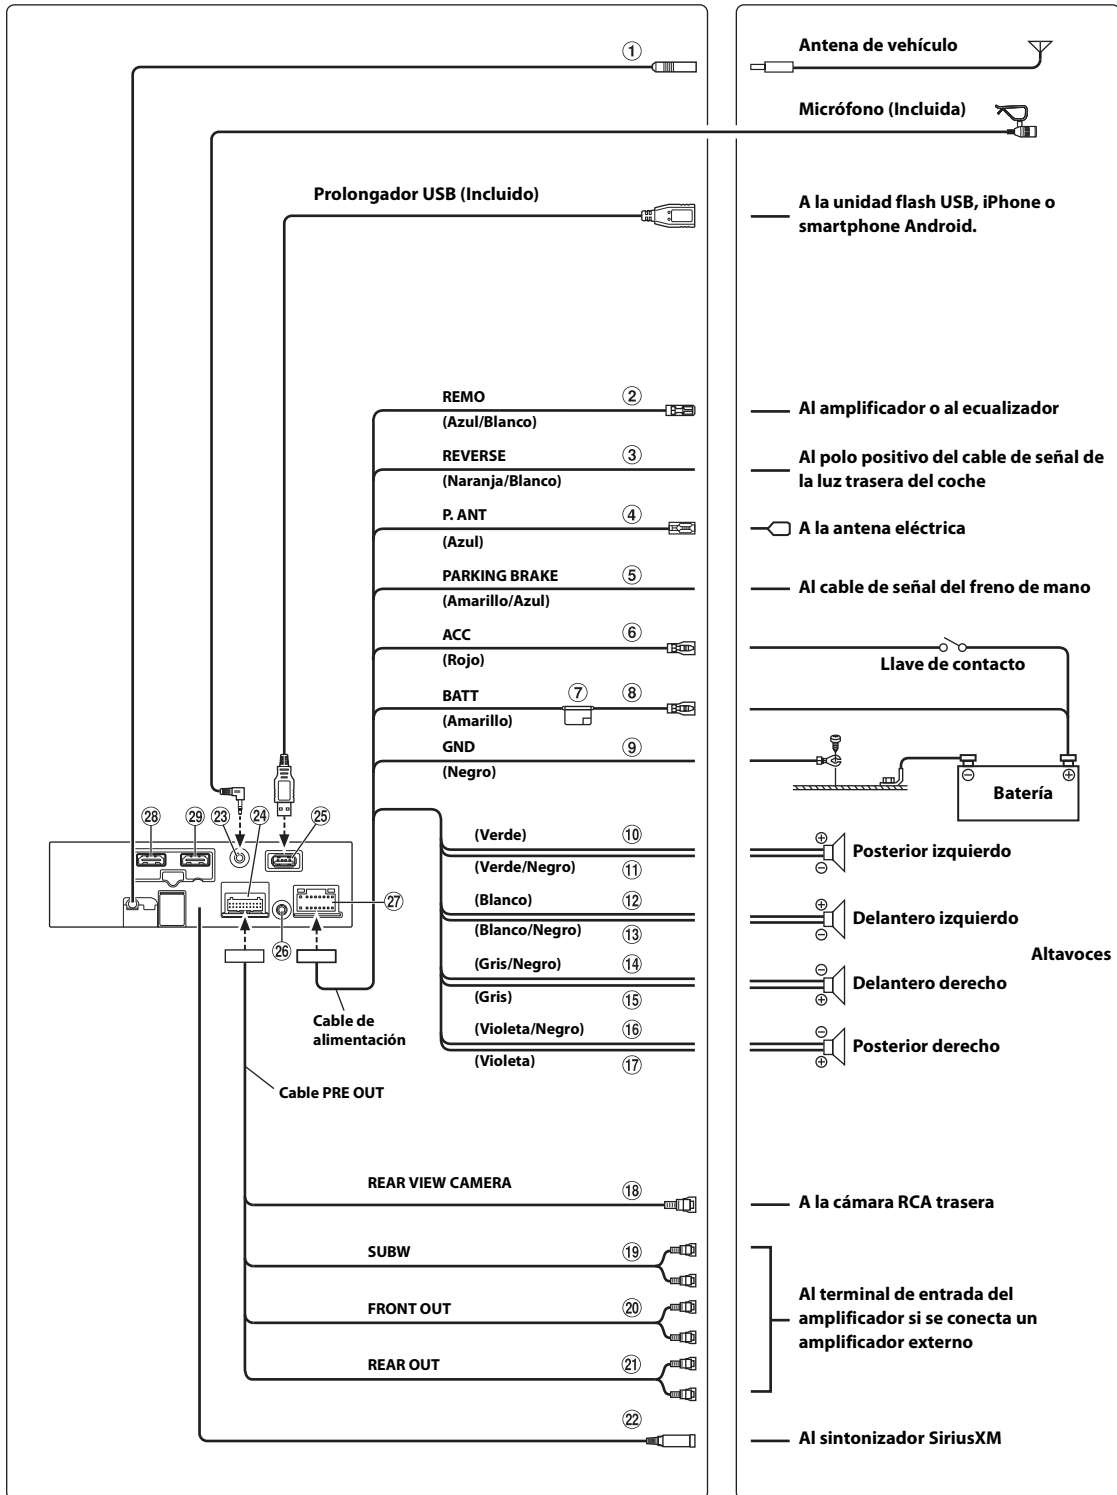 ①
Antena de vehículo
Micrófono (Incluida)
Prolongador USB (Incluido)
A la unidad flash USB, iPhone o
smartphone Android.
REMO
②
(Azul/Blanco)
Al amplificador o al ecualizador
REVERSE
③
(Naranja/Blanco)
Al polo positivo del cable de señal de
la luz trasera del coche
P. ANT
④
(Azul)
A la antena eléctrica
PARKING BRAKE
⑤
(Amarillo/Azul)
Al cable de señal del freno de mano
ACC
⑥
(Rojo)
Llave de contacto
BATT
⑦
⑧
(Amarillo)
GND
⑨
(Negro)
⊖
⊕
Batería
㉘
㉙
㉓
㉔
㉕
㉖
㉗
(Verde)
⑩
(Verde/Negro)
⑪
⊕
⊖
Posterior izquierdo
(Blanco)
⑫
(Blanco/Negro)
⑬
⊕
⊖
Delantero izquierdo
Altavoces
(Gris/Negro)
⑭
(Gris)
⑮
⊖
⊕
Delantero derecho
(Violeta/Negro)
⑯
(Violeta)
⑰
⊖
⊕
Posterior derecho
Cable de
alimentación
Cable PRE OUT
REAR VIEW CAMERA
⑱
A la cámara RCA trasera
SUBW
⑲
FRONT OUT
⑳
REAR OUT
㉑
Al terminal de entrada del
amplificador si se conecta un
amplificador externo
㉒
Al sintonizador SiriusXM